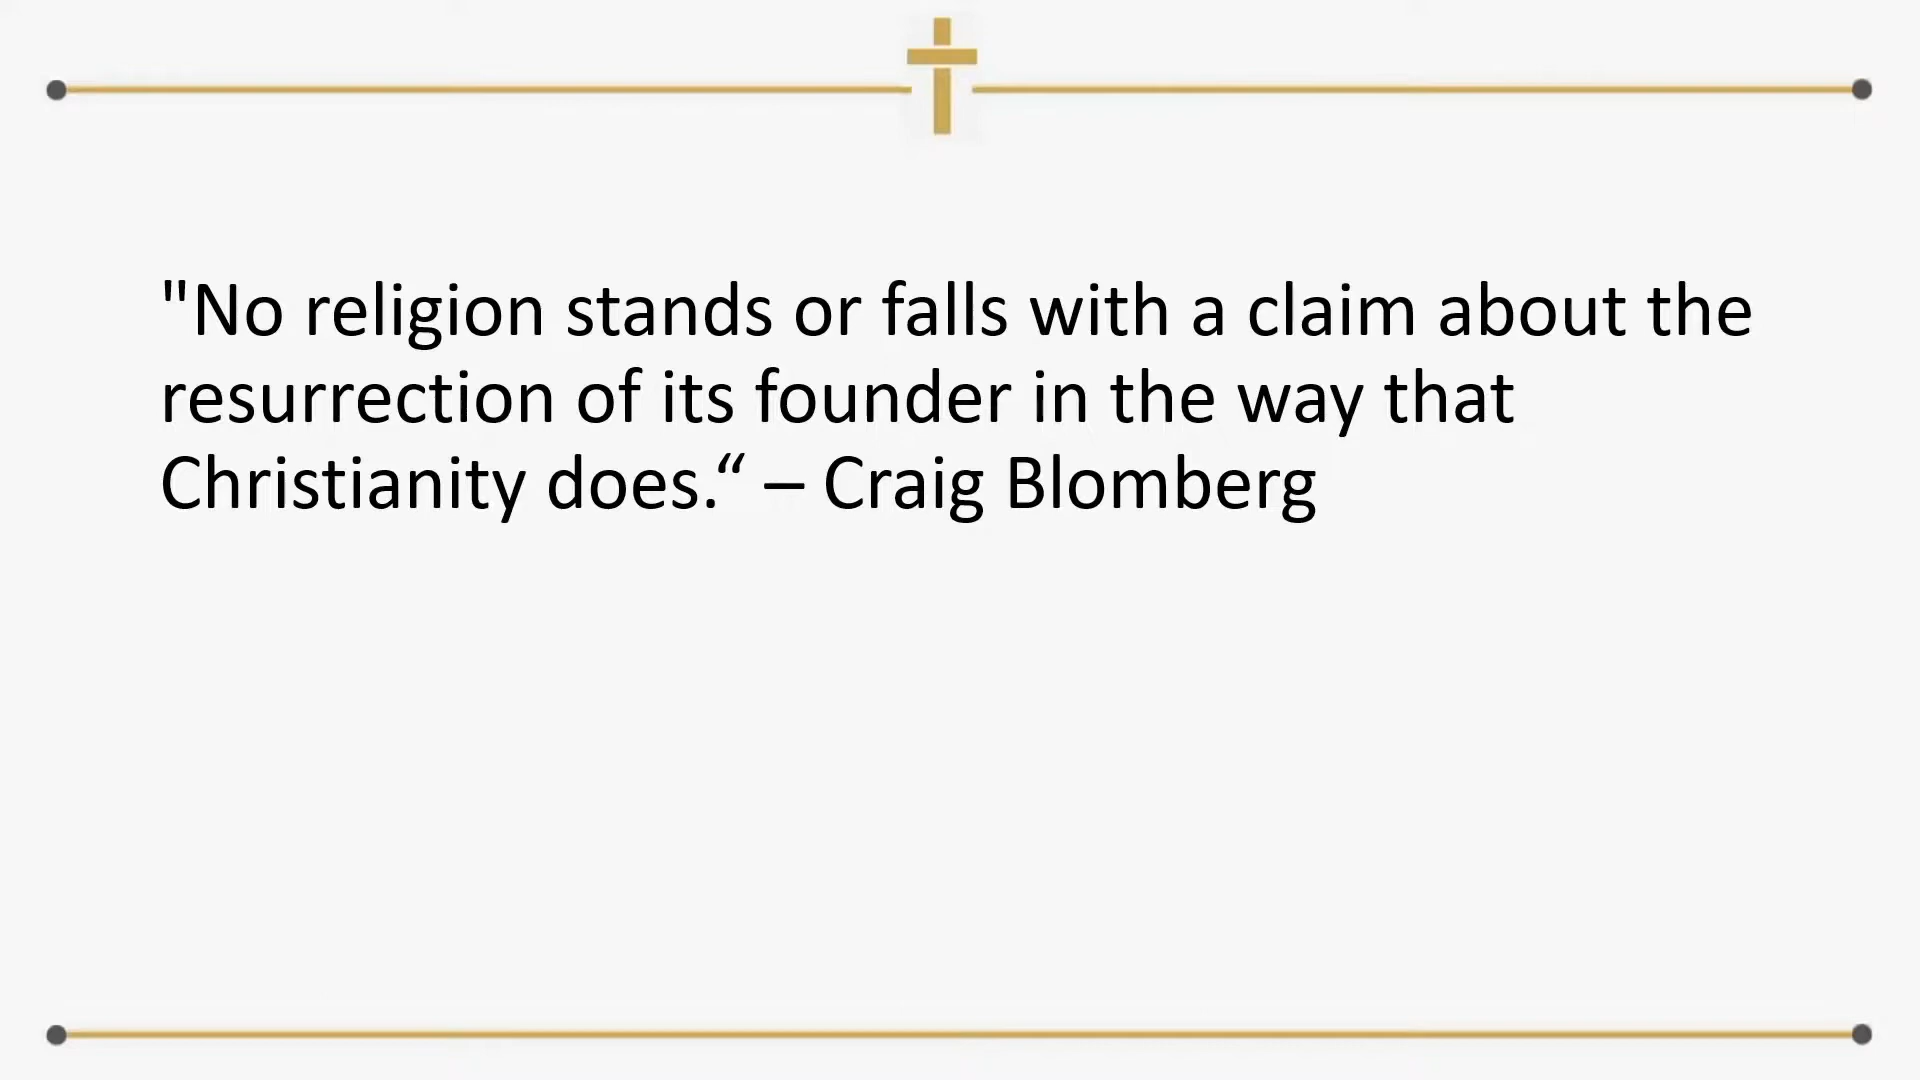 "No religion stands or falls with a claim about the
resurrection of its founder in the way that
Christianity does.“ – Craig Blomberg